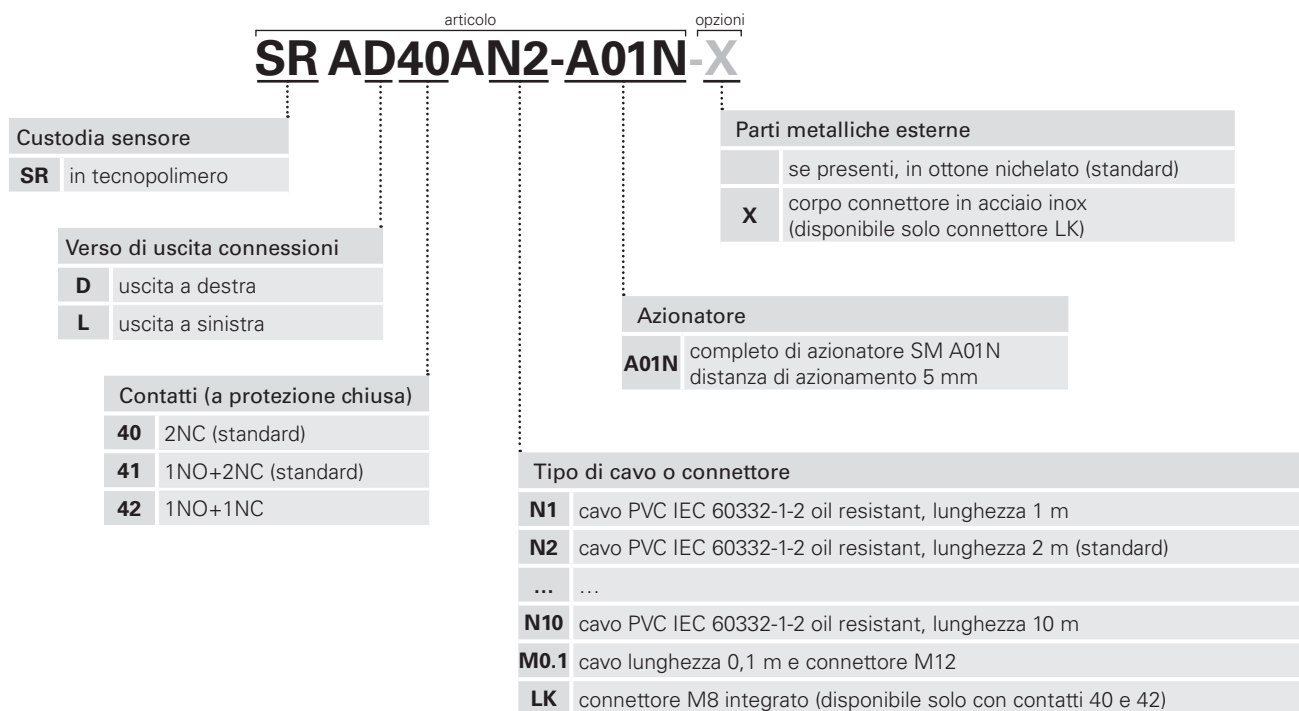 articolo
opzioni
SR AD40AN2-A01N-X
Custodia sensore
SR in tecnopolimero
Verso di uscita connessioni
D uscita a destra
L uscita a sinistra
Contatti (a protezione chiusa)
40 2NC (standard)
41 1NO+2NC (standard)
42 1NO+1NC
Parti metalliche esterne
se presenti, in ottone nichelato (standard)
X corpo connettore in acciaio inox
(disponibile solo connettore LK)
Azionatore
A01N completo di azionatore SM A01N
distanza di azionamento 5 mm
Tipo di cavo o connettore
N1 cavo PVC IEC 60332-1-2 oil resistant, lunghezza 1 m
N2 cavo PVC IEC 60332-1-2 oil resistant, lunghezza 2 m (standard)
... ...
N10 cavo PVC IEC 60332-1-2 oil resistant, lunghezza 10 m
M0.1 cavo lunghezza 0,1 m e connettore M12
LK connettore M8 integrato (disponibile solo con contatti 40 e 42)